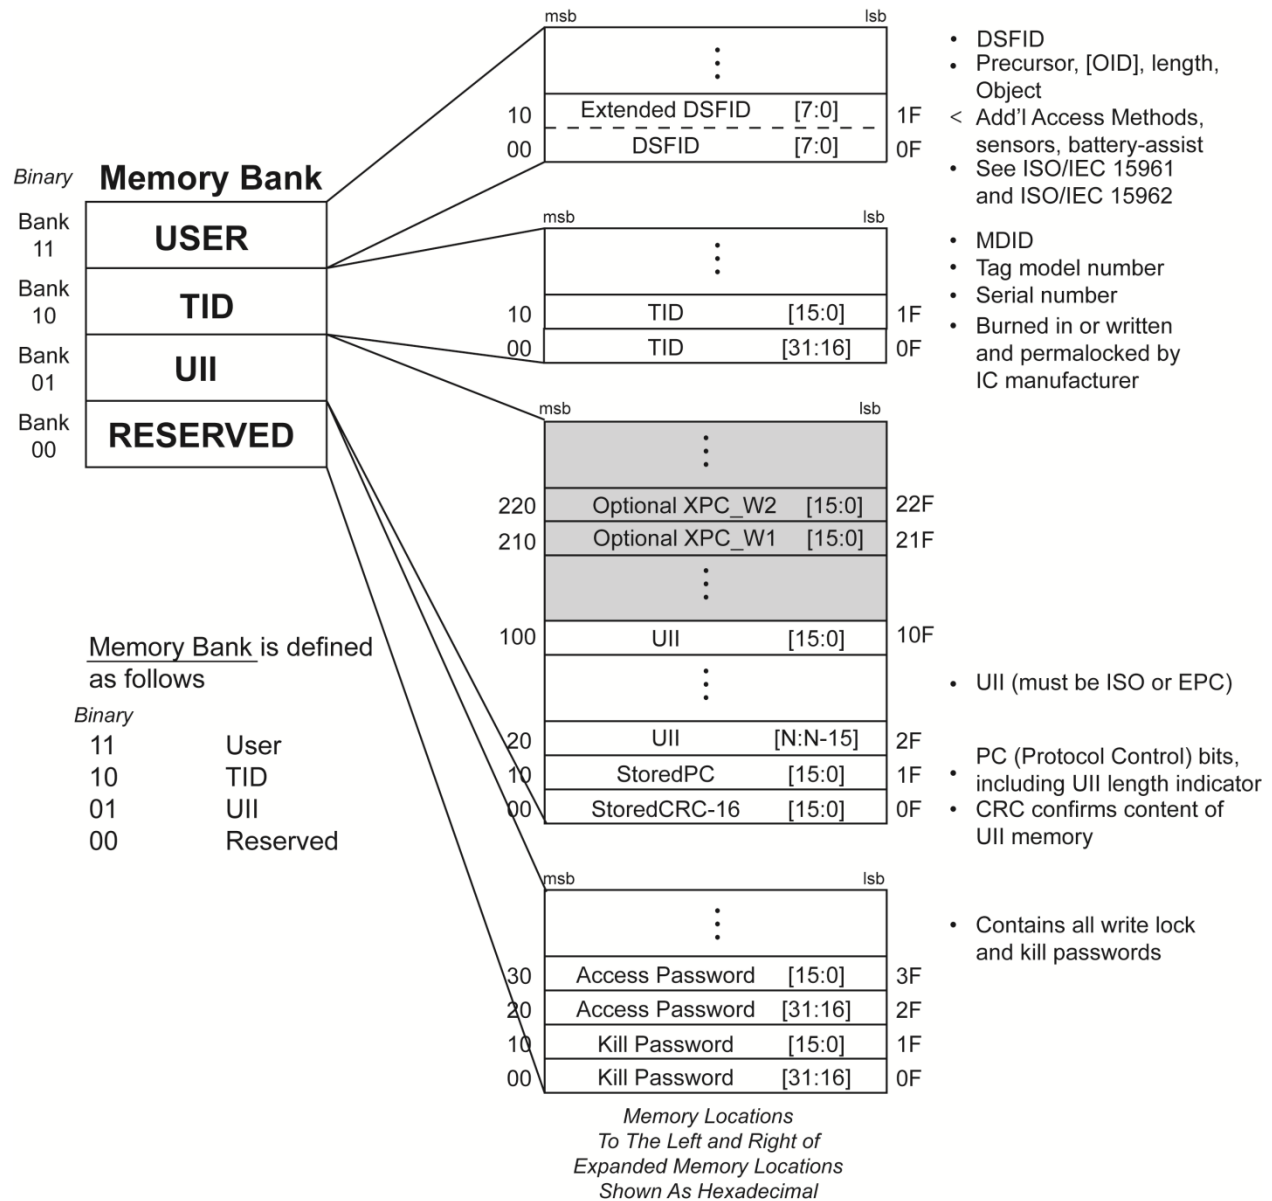 Binary Memory Bank
Bank 11 USER
Bank 10 TID
Bank 01 UII
Bank 00 RESERVED
Memory Bank is defined
as follows
Binary
11 User
10 TID
01 UII
00 Reserved
msb lsb
10 Extended DSFID [7:0] 1F
00 DSFID [7:0] 0F
• DSFID
• Precursor, [OID], length,
Object
< Add'l Access Methods,
sensors, battery-assist
• See ISO/IEC 15961
and ISO/IEC 15962
msb lsb
10 TID [15:0] 1F
00 TID [31:16] 0F
• MDID
• Tag model number
• Serial number
• Burned in or written
and permalocked by
IC manufacturer
msb lsb
220 Optional XPC_W2 [15:0] 22F
210 Optional XPC_W1 [15:0] 21F
100 UII [15:0] 10F
20 UII [N:N-15] 2F
10 StoredPC [15:0] 1F
00 StoredCRC-16 [15:0] 0F
• UII (must be ISO or EPC)
• PC (Protocol Control) bits,
including UII length indicator
• CRC confirms content of
UII memory
msb lsb
30 Access Password [15:0] 3F
20 Access Password [31:16] 2F
10 Kill Password [15:0] 1F
00 Kill Password [31:16] 0F
• Contains all write lock
and kill passwords
Memory Locations
To The Left and Right of
Expanded Memory Locations
Shown As Hexadecimal